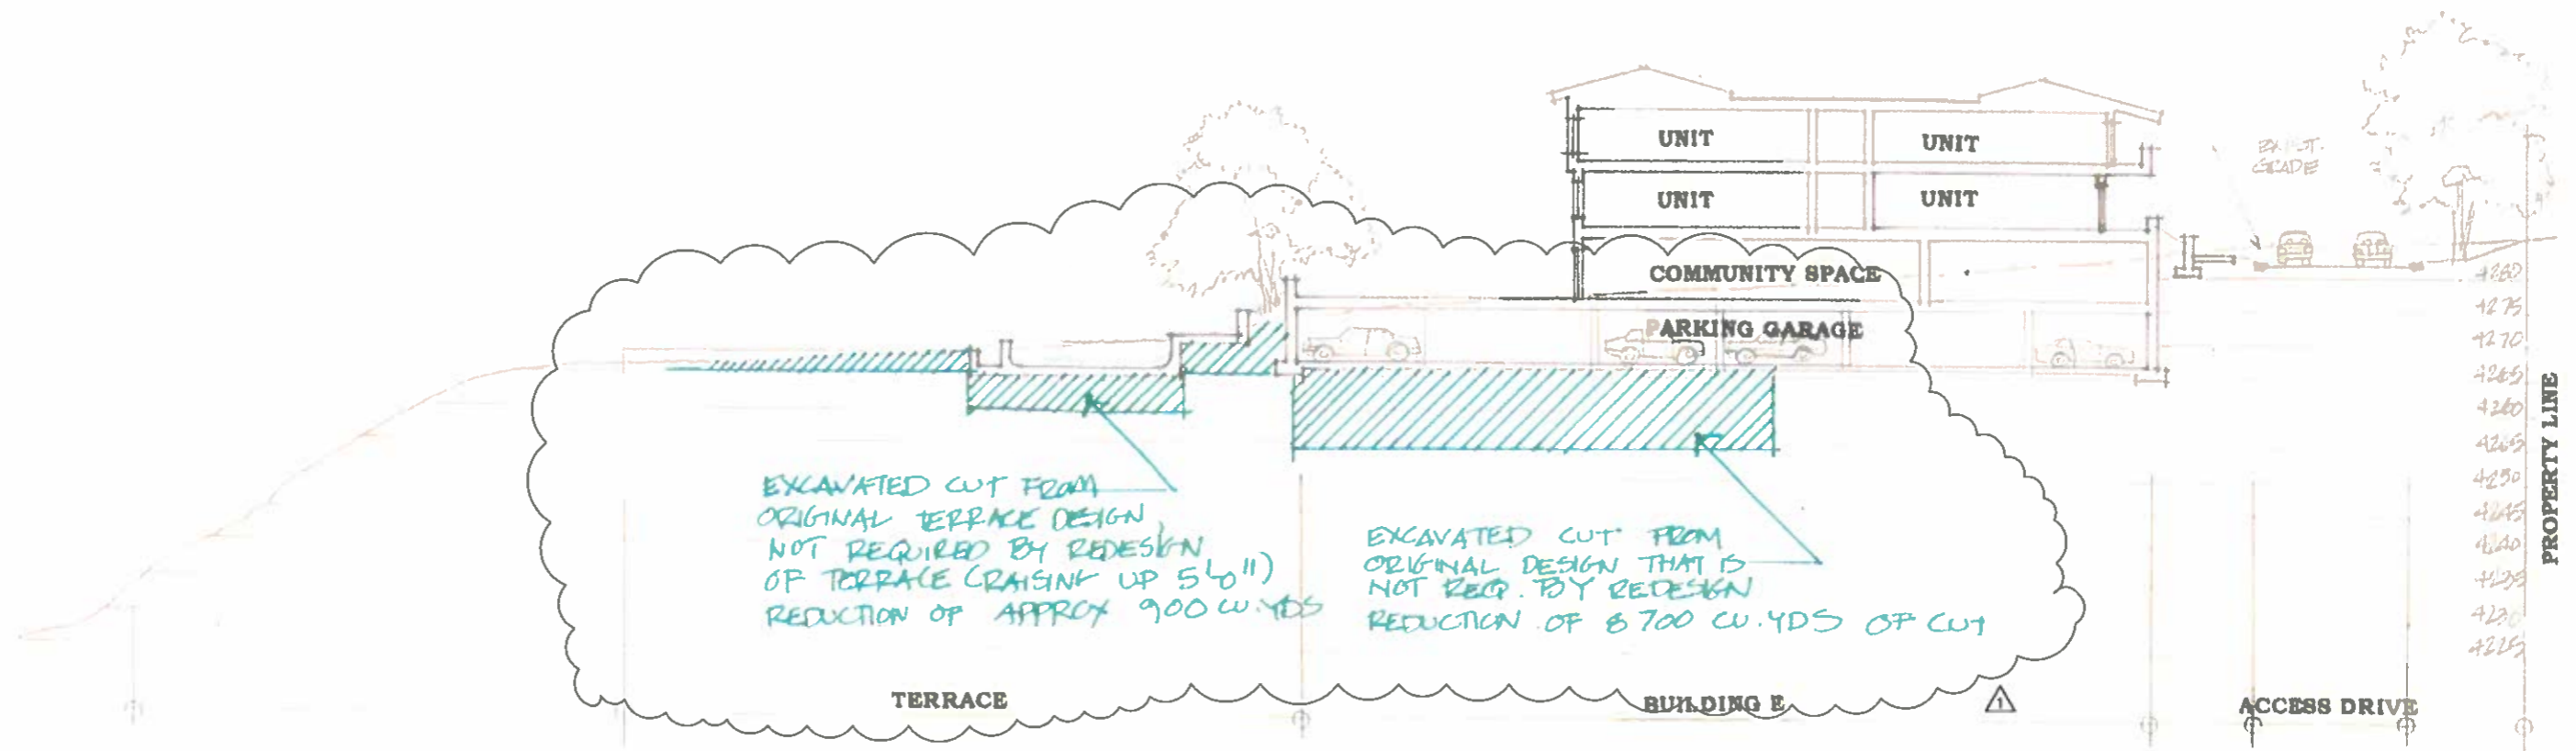 UNIT
UNIT
UNIT
UNIT
EXIST.
GRADE
COMMUNITY SPACE
PARKING GARAGE
4280
4275
4270
4265
4260
4250
4245
4240
4235
4230
4225
PROPERTY LINE
EXCAVATED CUT FROM
ORIGINAL TERRACE DESIGN
NOT REQUIRED BY REDESIGN
OF TERRACE (RAISING UP 5'0")
REDUCTION OF APPROX 900 CU. YDS
EXCAVATED CUT FROM
ORIGINAL DESIGN THAT IS
NOT REQ. BY REDESIGN
REDUCTION OF 8700 CU. YDS OF CUT
TERRACE
BUILDING E
1
ACCESS DRIVE